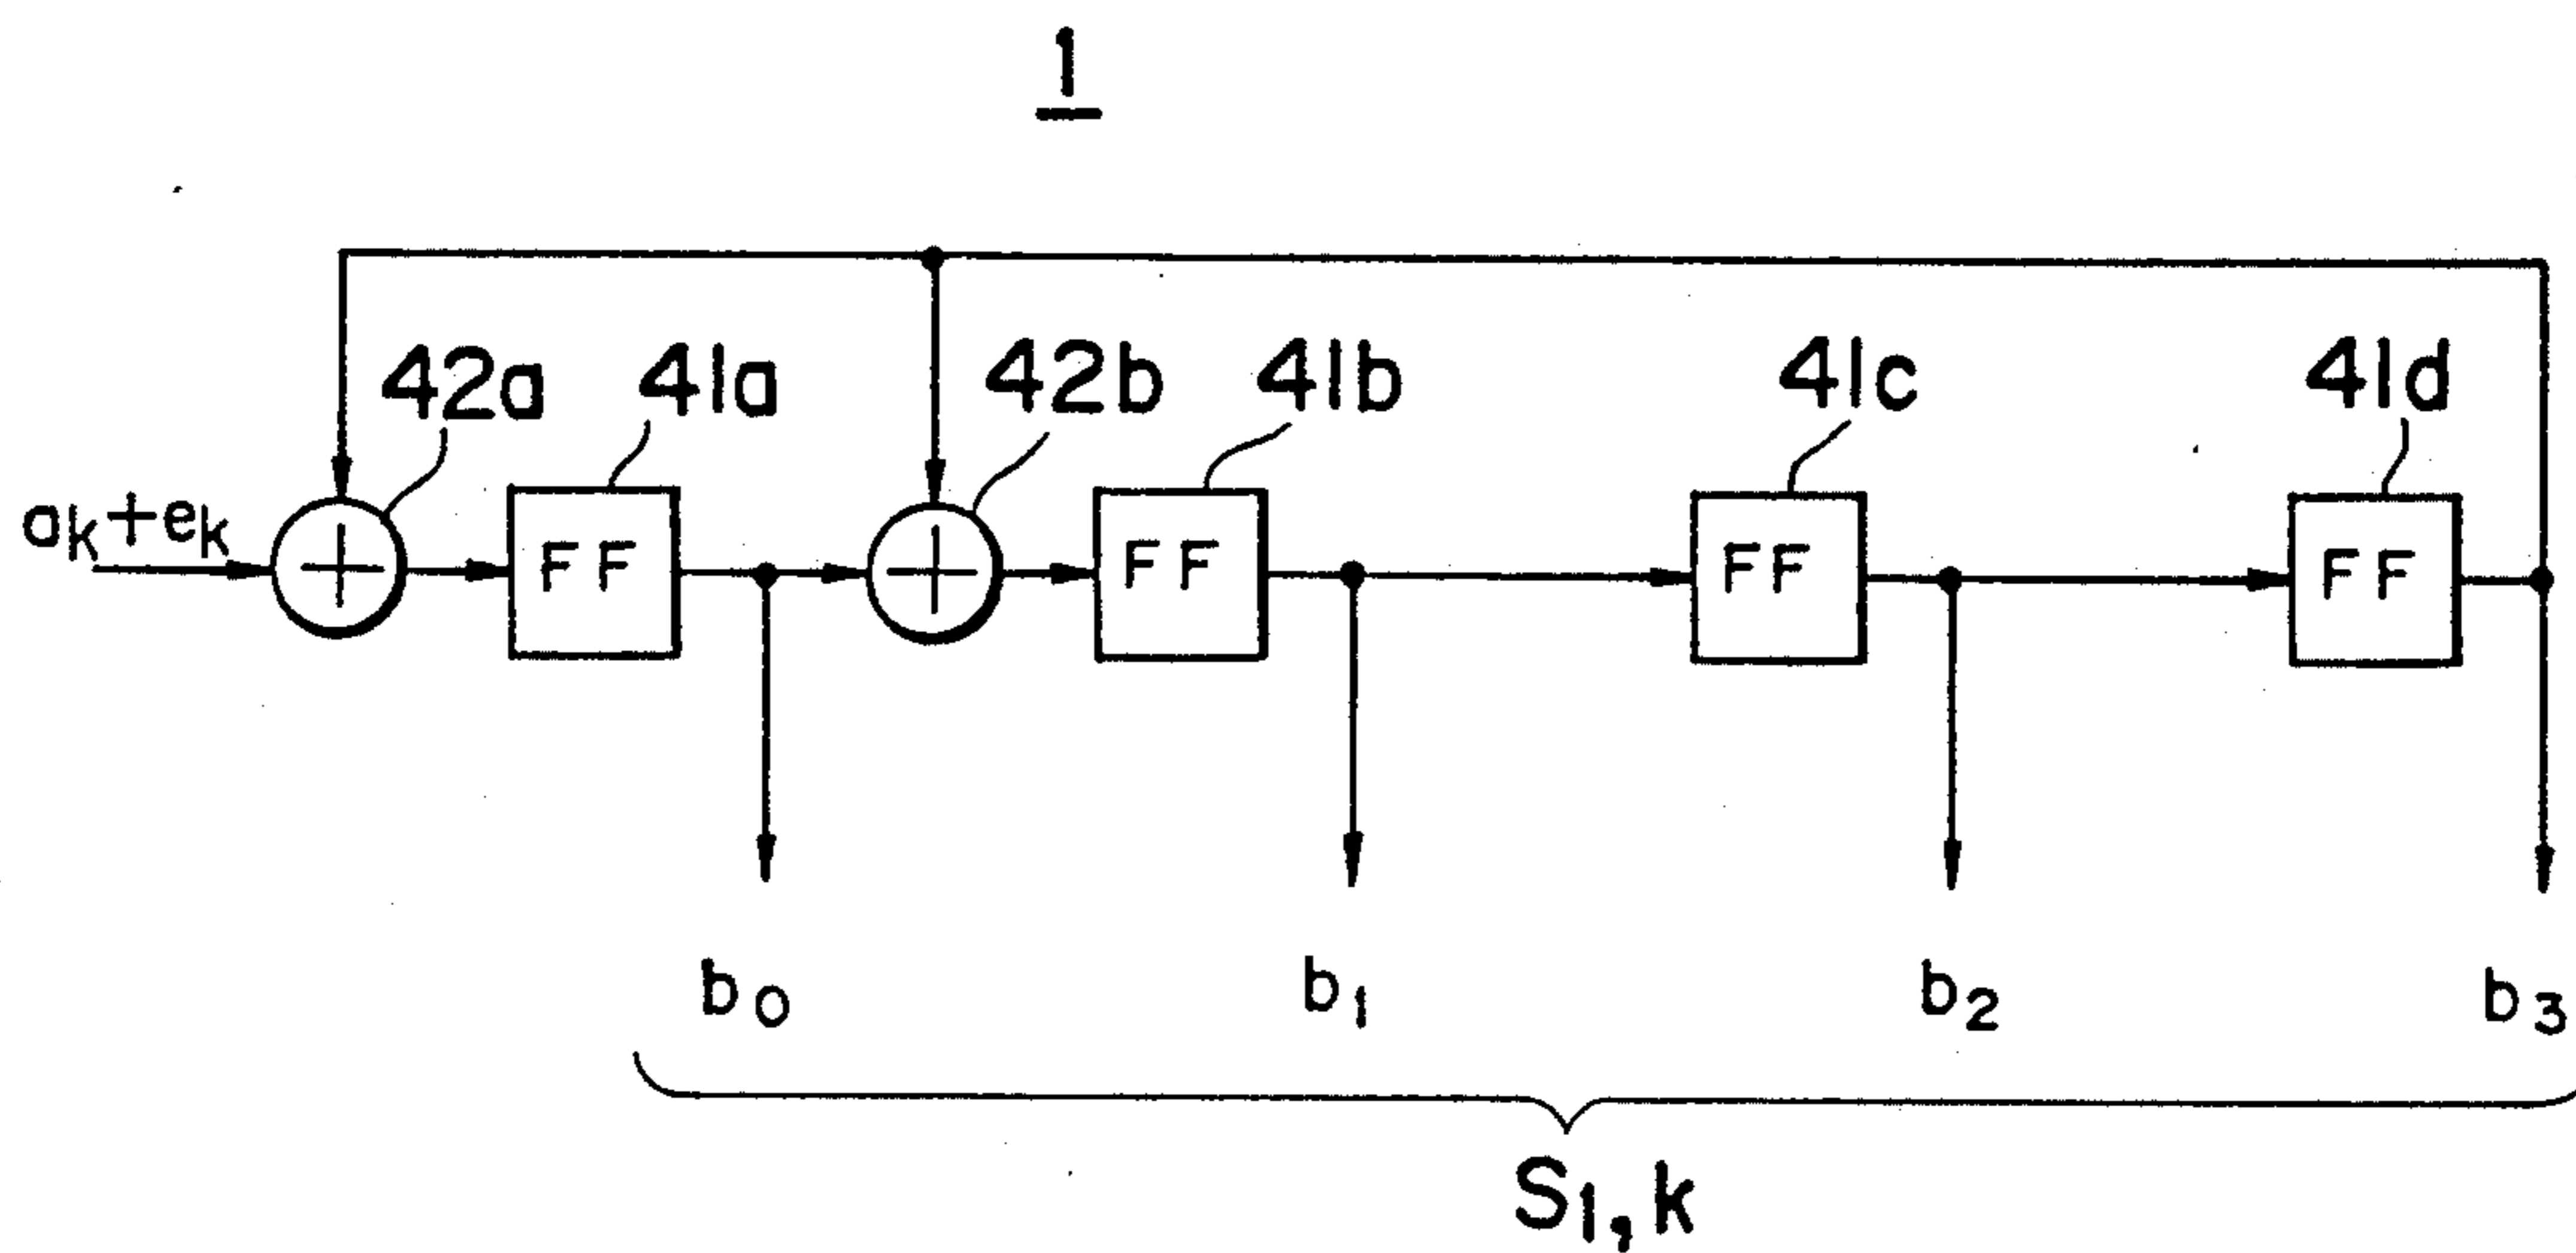 1
42a 41a 42b 41b 41c 41d
ak+ek FF FF FF FF
b0 b1 b2 b3
S1,k